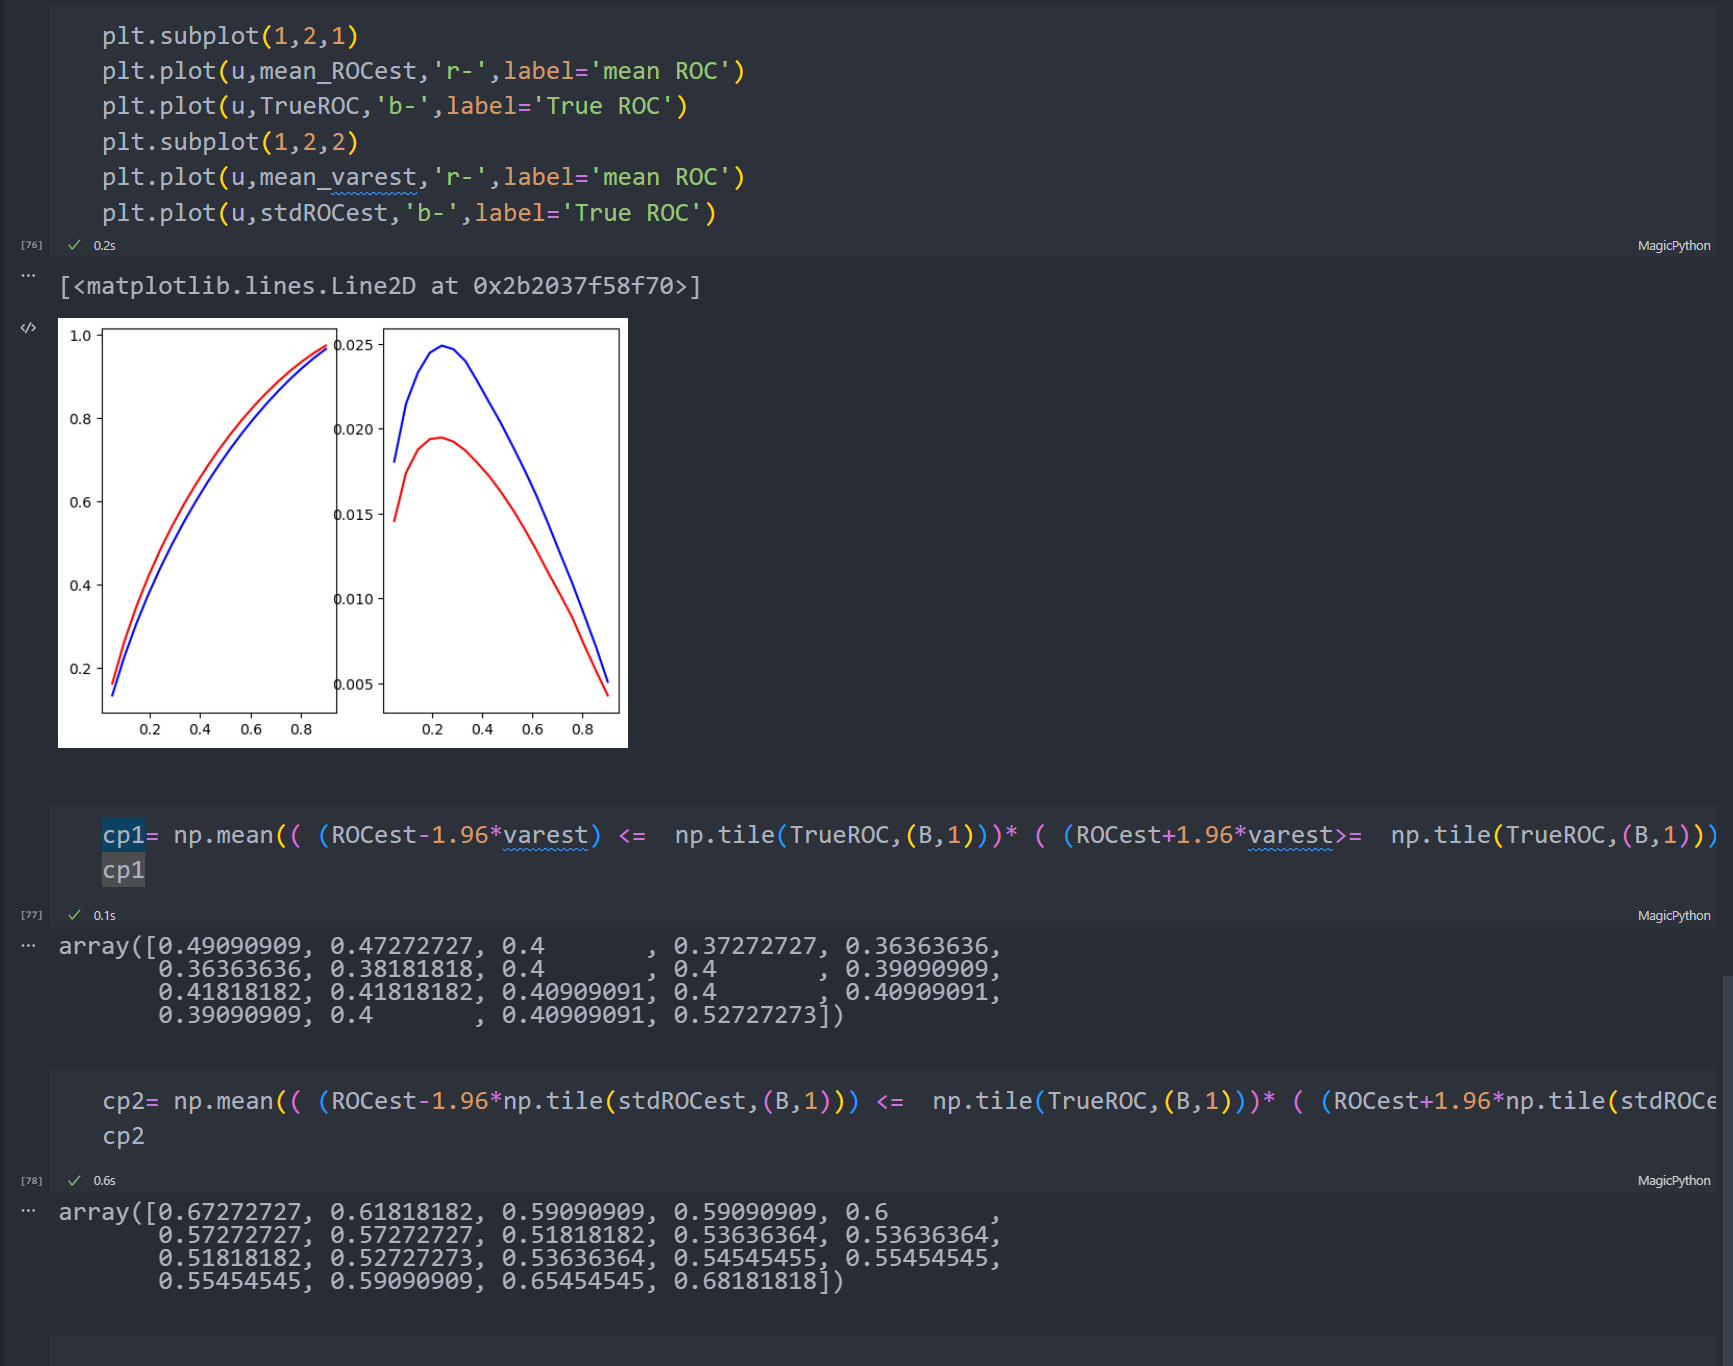 plt.subplot(1,2,1)
plt.plot(u,mean_ROCest,'r-',label='mean ROC')
plt.plot(u,TrueROC,'b-',label='True ROC')
plt.subplot(1,2,2)
plt.plot(u,mean_varest,'r-',label='mean ROC')
plt.plot(u,stdROCest,'b-',label='True ROC')
[76] ✓ 0.2s MagicPython
...
[<matplotlib.lines.Line2D at 0x2b2037f58f70>]
</>
1.0
0.8
0.6
0.4
0.2
0.2 0.4 0.6 0.8
0.025
0.020
0.015
0.010
0.005
0.2 0.4 0.6 0.8
cp1= np.mean(( (ROCest-1.96*varest) <=  np.tile(TrueROC,(B,1)))* ( (ROCest+1.96*varest>=  np.tile(TrueROC,(B,1)))
cp1
[77] ✓ 0.1s MagicPython
...
array([0.49090909, 0.47272727, 0.4       , 0.37272727, 0.36363636,
       0.36363636, 0.38181818, 0.4       , 0.4       , 0.39090909,
       0.41818182, 0.41818182, 0.40909091, 0.4       , 0.40909091,
       0.39090909, 0.4       , 0.40909091, 0.52727273])
cp2= np.mean(( (ROCest-1.96*np.tile(stdROCest,(B,1))) <=  np.tile(TrueROC,(B,1)))* ( (ROCest+1.96*np.tile(stdROCe
cp2
[78] ✓ 0.6s MagicPython
...
array([0.67272727, 0.61818182, 0.59090909, 0.59090909, 0.6       ,
       0.57272727, 0.57272727, 0.51818182, 0.53636364, 0.53636364,
       0.51818182, 0.52727273, 0.53636364, 0.54545455, 0.55454545,
       0.55454545, 0.59090909, 0.65454545, 0.68181818])